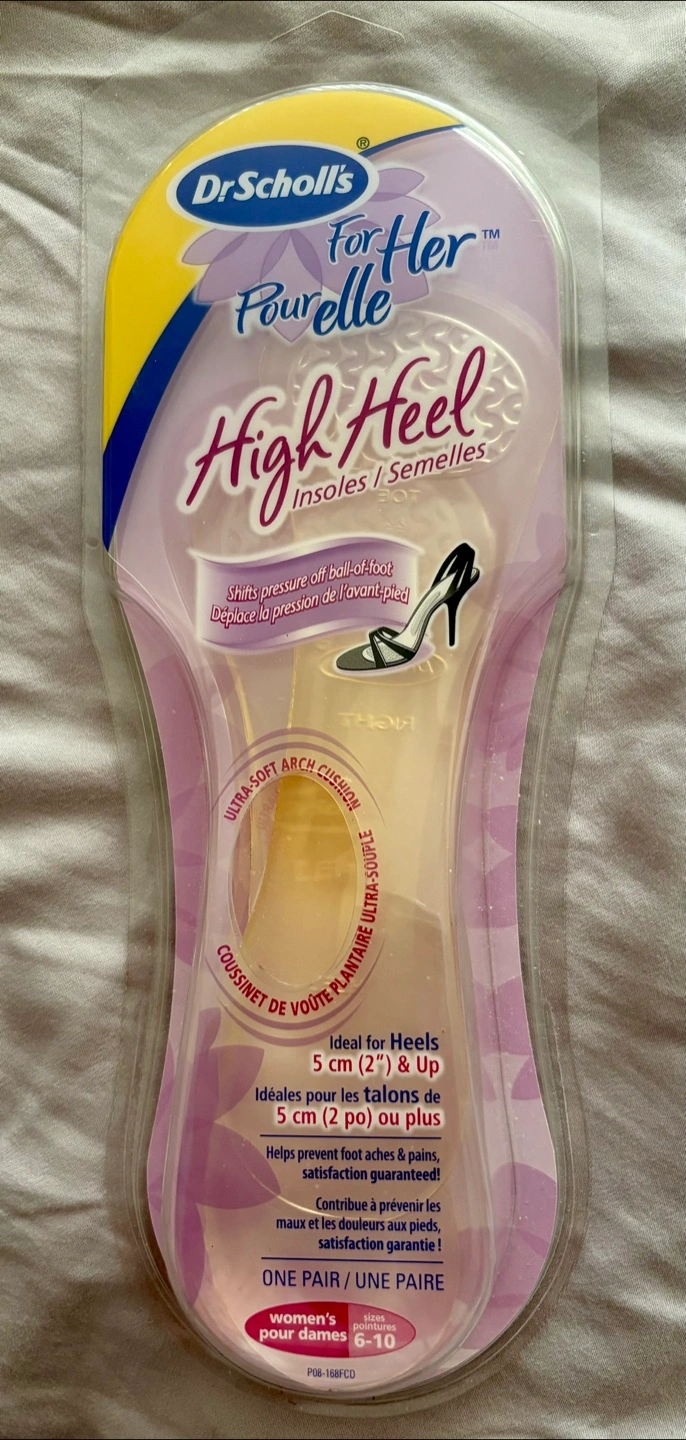 Dr. Scholl's ®
For Her™
Pour elle
High Heel
Insoles / Semelles
TOE
Shifts pressure off ball-of-foot
Déplace la pression de l'avant-pied
RIGHT
ULTRA-SOFT ARCH CUSHION
COUSSINET DE VOÛTE PLANTAIRE ULTRA-SOUPLE
Ideal for Heels
5 cm (2") & Up
Idéales pour les talons de
5 cm (2 po) ou plus
Helps prevent foot aches & pains,
satisfaction guaranteed!
Contribue à prévenir les
maux et les douleurs aux pieds,
satisfaction garantie !
ONE PAIR / UNE PAIRE
women's
pour dames
sizes
pointures
6-10
P08-168FCD